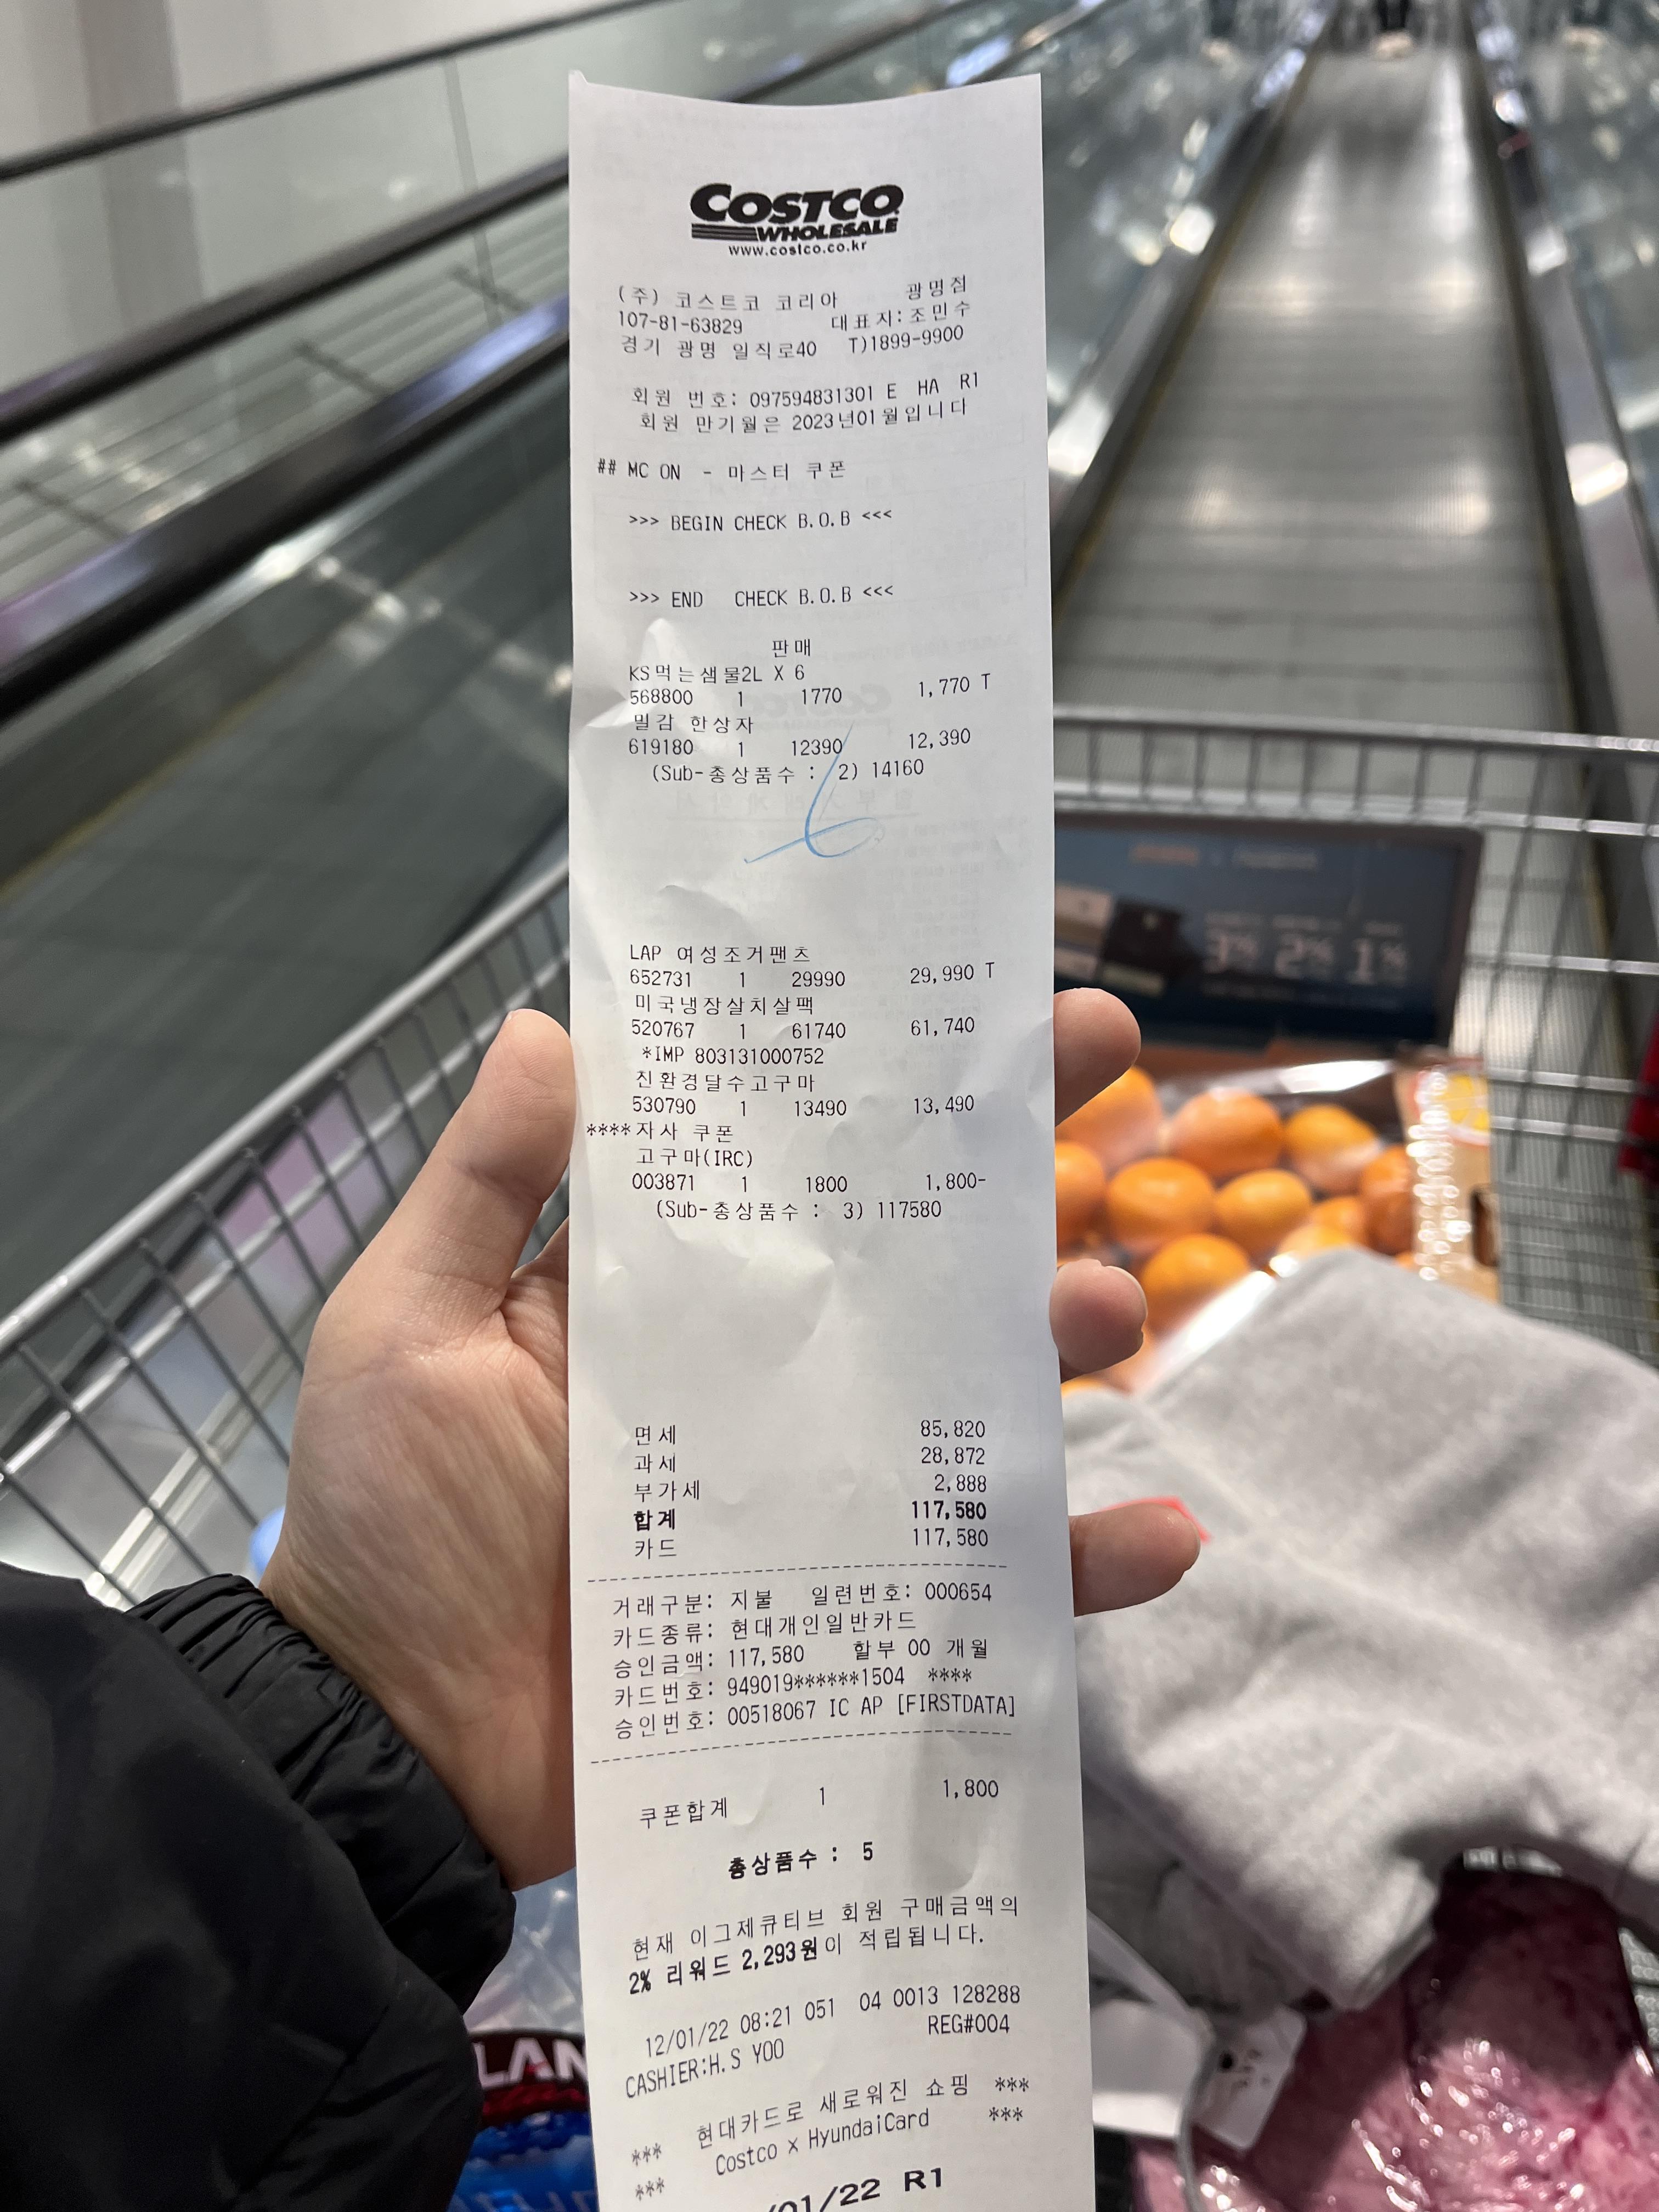 COSTCO
WHOLESALE
www.costco.co.kr
(주) 코스트코 코리아 광명점
107-81-63829 대표자:조민수
경기 광명 일직로40 T)1899-9900
회원 번호: 097594831301 E HA R1
회원 만기월은 2023년01월입니다
## MC ON - 마스터 쿠폰
>>> BEGIN CHECK B.O.B <<<
>>> END CHECK B.O.B <<<
판매
KS먹는샘물2L X 6
568800 1 1770 1,770 T
밀감 한상자
619180 1 12390 12,390
(Sub-총상품수 : 2) 14160
LAP 여성조거팬츠
652731 1 29990 29,990 T
미국냉장살치살팩
520767 1 61740 61,740
*IMP 803131000752
친환경달수고구마
530790 1 13490 13,490
****자사 쿠폰
고구마(IRC)
003871 1 1800 1,800-
(Sub-총상품수 : 3) 117580
면세 85,820
과세 28,872
부가세 2,888
합계 117,580
카드 117,580
거래구분: 지불 일련번호: 000654
카드종류: 현대개인일반카드
승인금액: 117,580 할부 00 개월
카드번호: 949019******1504 ****
승인번호: 00518067 IC AP [FIRSTDATA]
쿠폰합계 1 1,800
총상품수 : 5
현재 이그제큐티브 회원 구매금액의
2% 리워드 2,293원이 적립됩니다.
12/01/22 08:21 051 04 0013 128288
CASHIER:H.S YOO REG#004
*** 현대카드로 새로워진 쇼핑 ***
*** Costco x HyundaiCard ***
/01/22 R1
3% 2% 1%
LAN